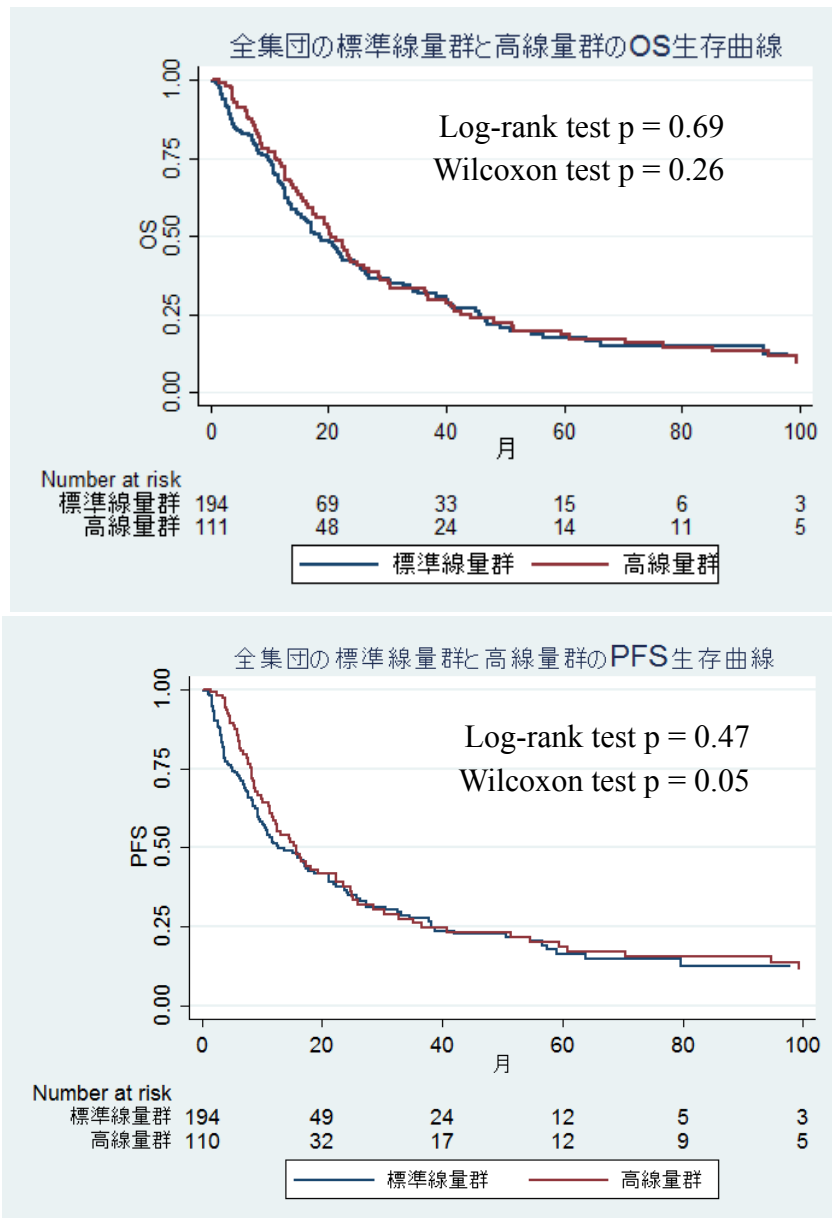 全集団の標準線量群と高線量群のOS生存曲線
Log-rank test p = 0.69
Wilcoxon test p = 0.26
OS
1.00
0.75
0.50
0.25
0.00
0 20 40 60 80 100
月
Number at risk
標準線量群 194 69 33 15 6 3
高線量群 111 48 24 14 11 5
標準線量群 高線量群
全集団の標準線量群と高線量群のPFS生存曲線
Log-rank test p = 0.47
Wilcoxon test p = 0.05
PFS
1.00
0.75
0.50
0.25
0.00
0 20 40 60 80 100
月
Number at risk
標準線量群 194 49 24 12 5 3
高線量群 110 32 17 12 9 5
標準線量群 高線量群